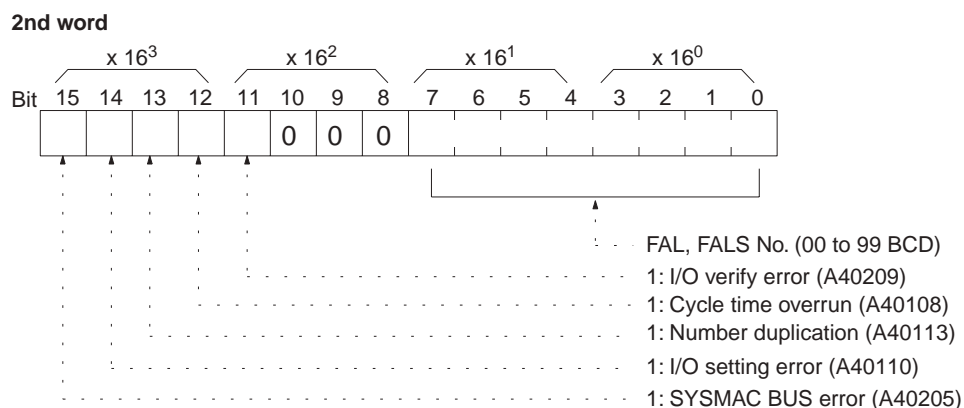 2nd word
x 16³ x 16² x 16¹ x 16⁰
Bit 15 14 13 12 11 10 9 8 7 6 5 4 3 2 1 0
0 0 0
FAL, FALS No. (00 to 99 BCD)
1: I/O verify error (A40209)
1: Cycle time overrun (A40108)
1: Number duplication (A40113)
1: I/O setting error (A40110)
1: SYSMAC BUS error (A40205)